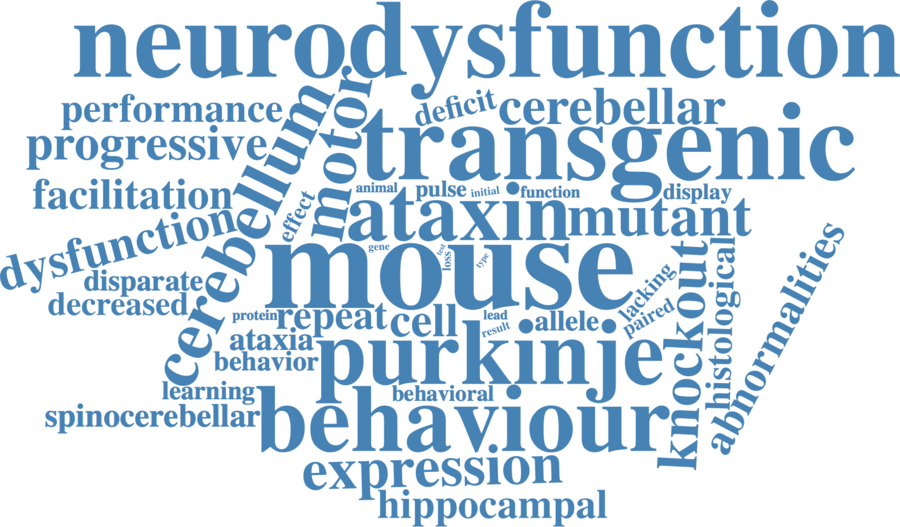 neurodysfunction
performance
deficit
cerebellar
progressive
motor
transgenic
cerebellum
facilitation
animal
pulse
initial
function
display
effect
ataxin
mutant
dysfunction
gene
mouse
test
loss
type
disparate
decreased
lacking
knockout
histological
abnormalities
protein
repeat
cell
lead
result
allele
paired
ataxia
behavior
purkinje
learning
behavioral
spinocerebellar
behaviour
expression
hippocampal